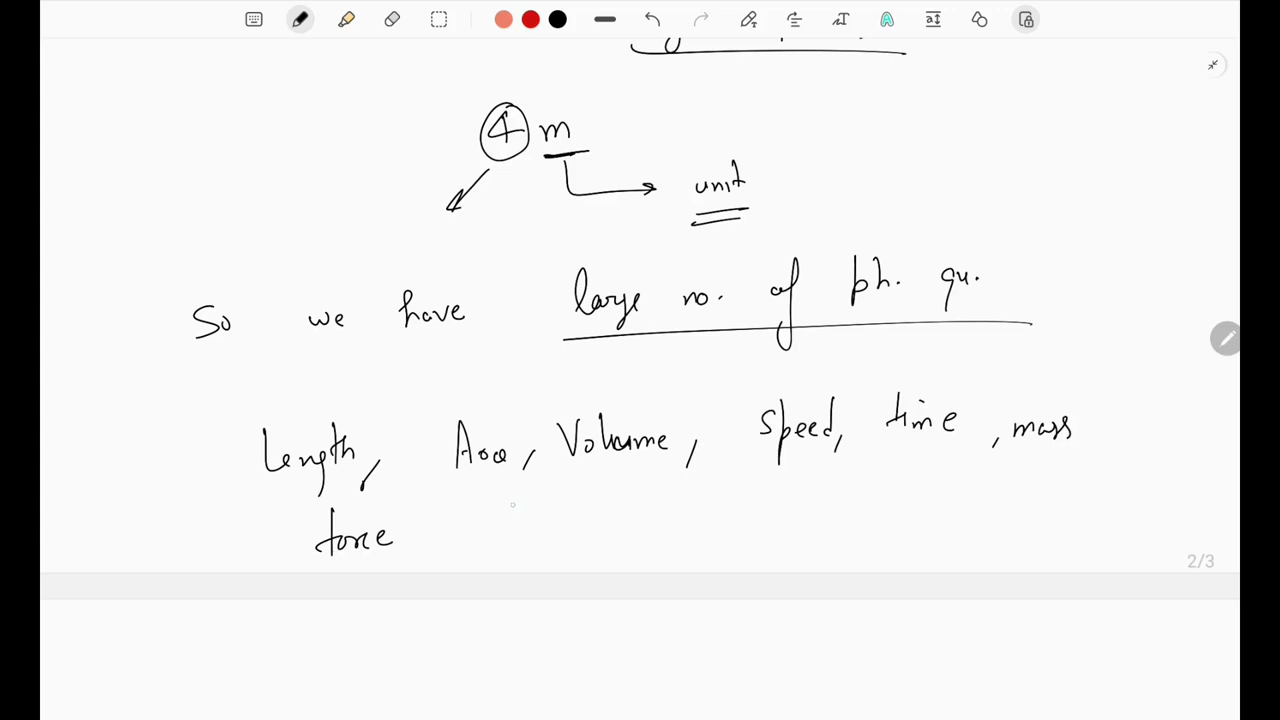 4 m
unit
So we have large no. of ph. qu.
Length, Area, Volume, speed, time, mass
force
2/3